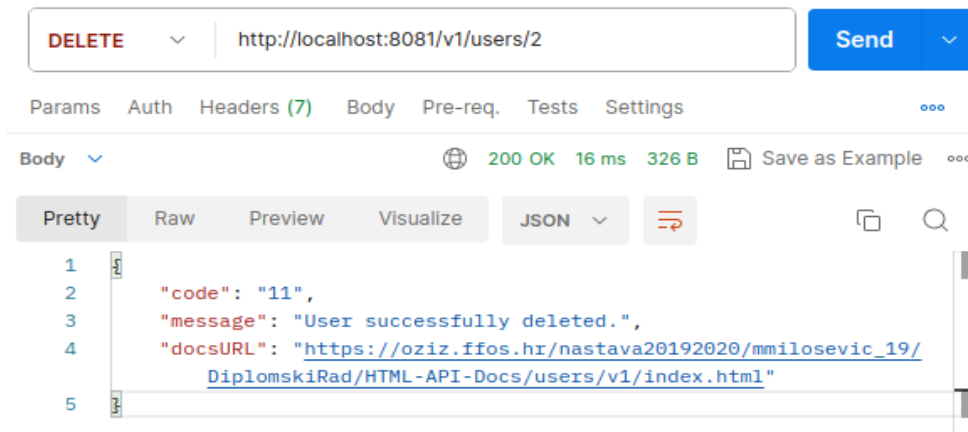 DELETE http://localhost:8081/v1/users/2 Send
Params Auth Headers (7) Body Pre-req. Tests Settings
Body 200 OK 16 ms 326 B Save as Example
Pretty Raw Preview Visualize JSON
1 {
2 "code": "11",
3 "message": "User successfully deleted.",
4 "docsURL": "https://oziz.ffos.hr/nastava20192020/mmilosevic_19/
DiplomskiRad/HTML-API-Docs/users/v1/index.html"
5 }